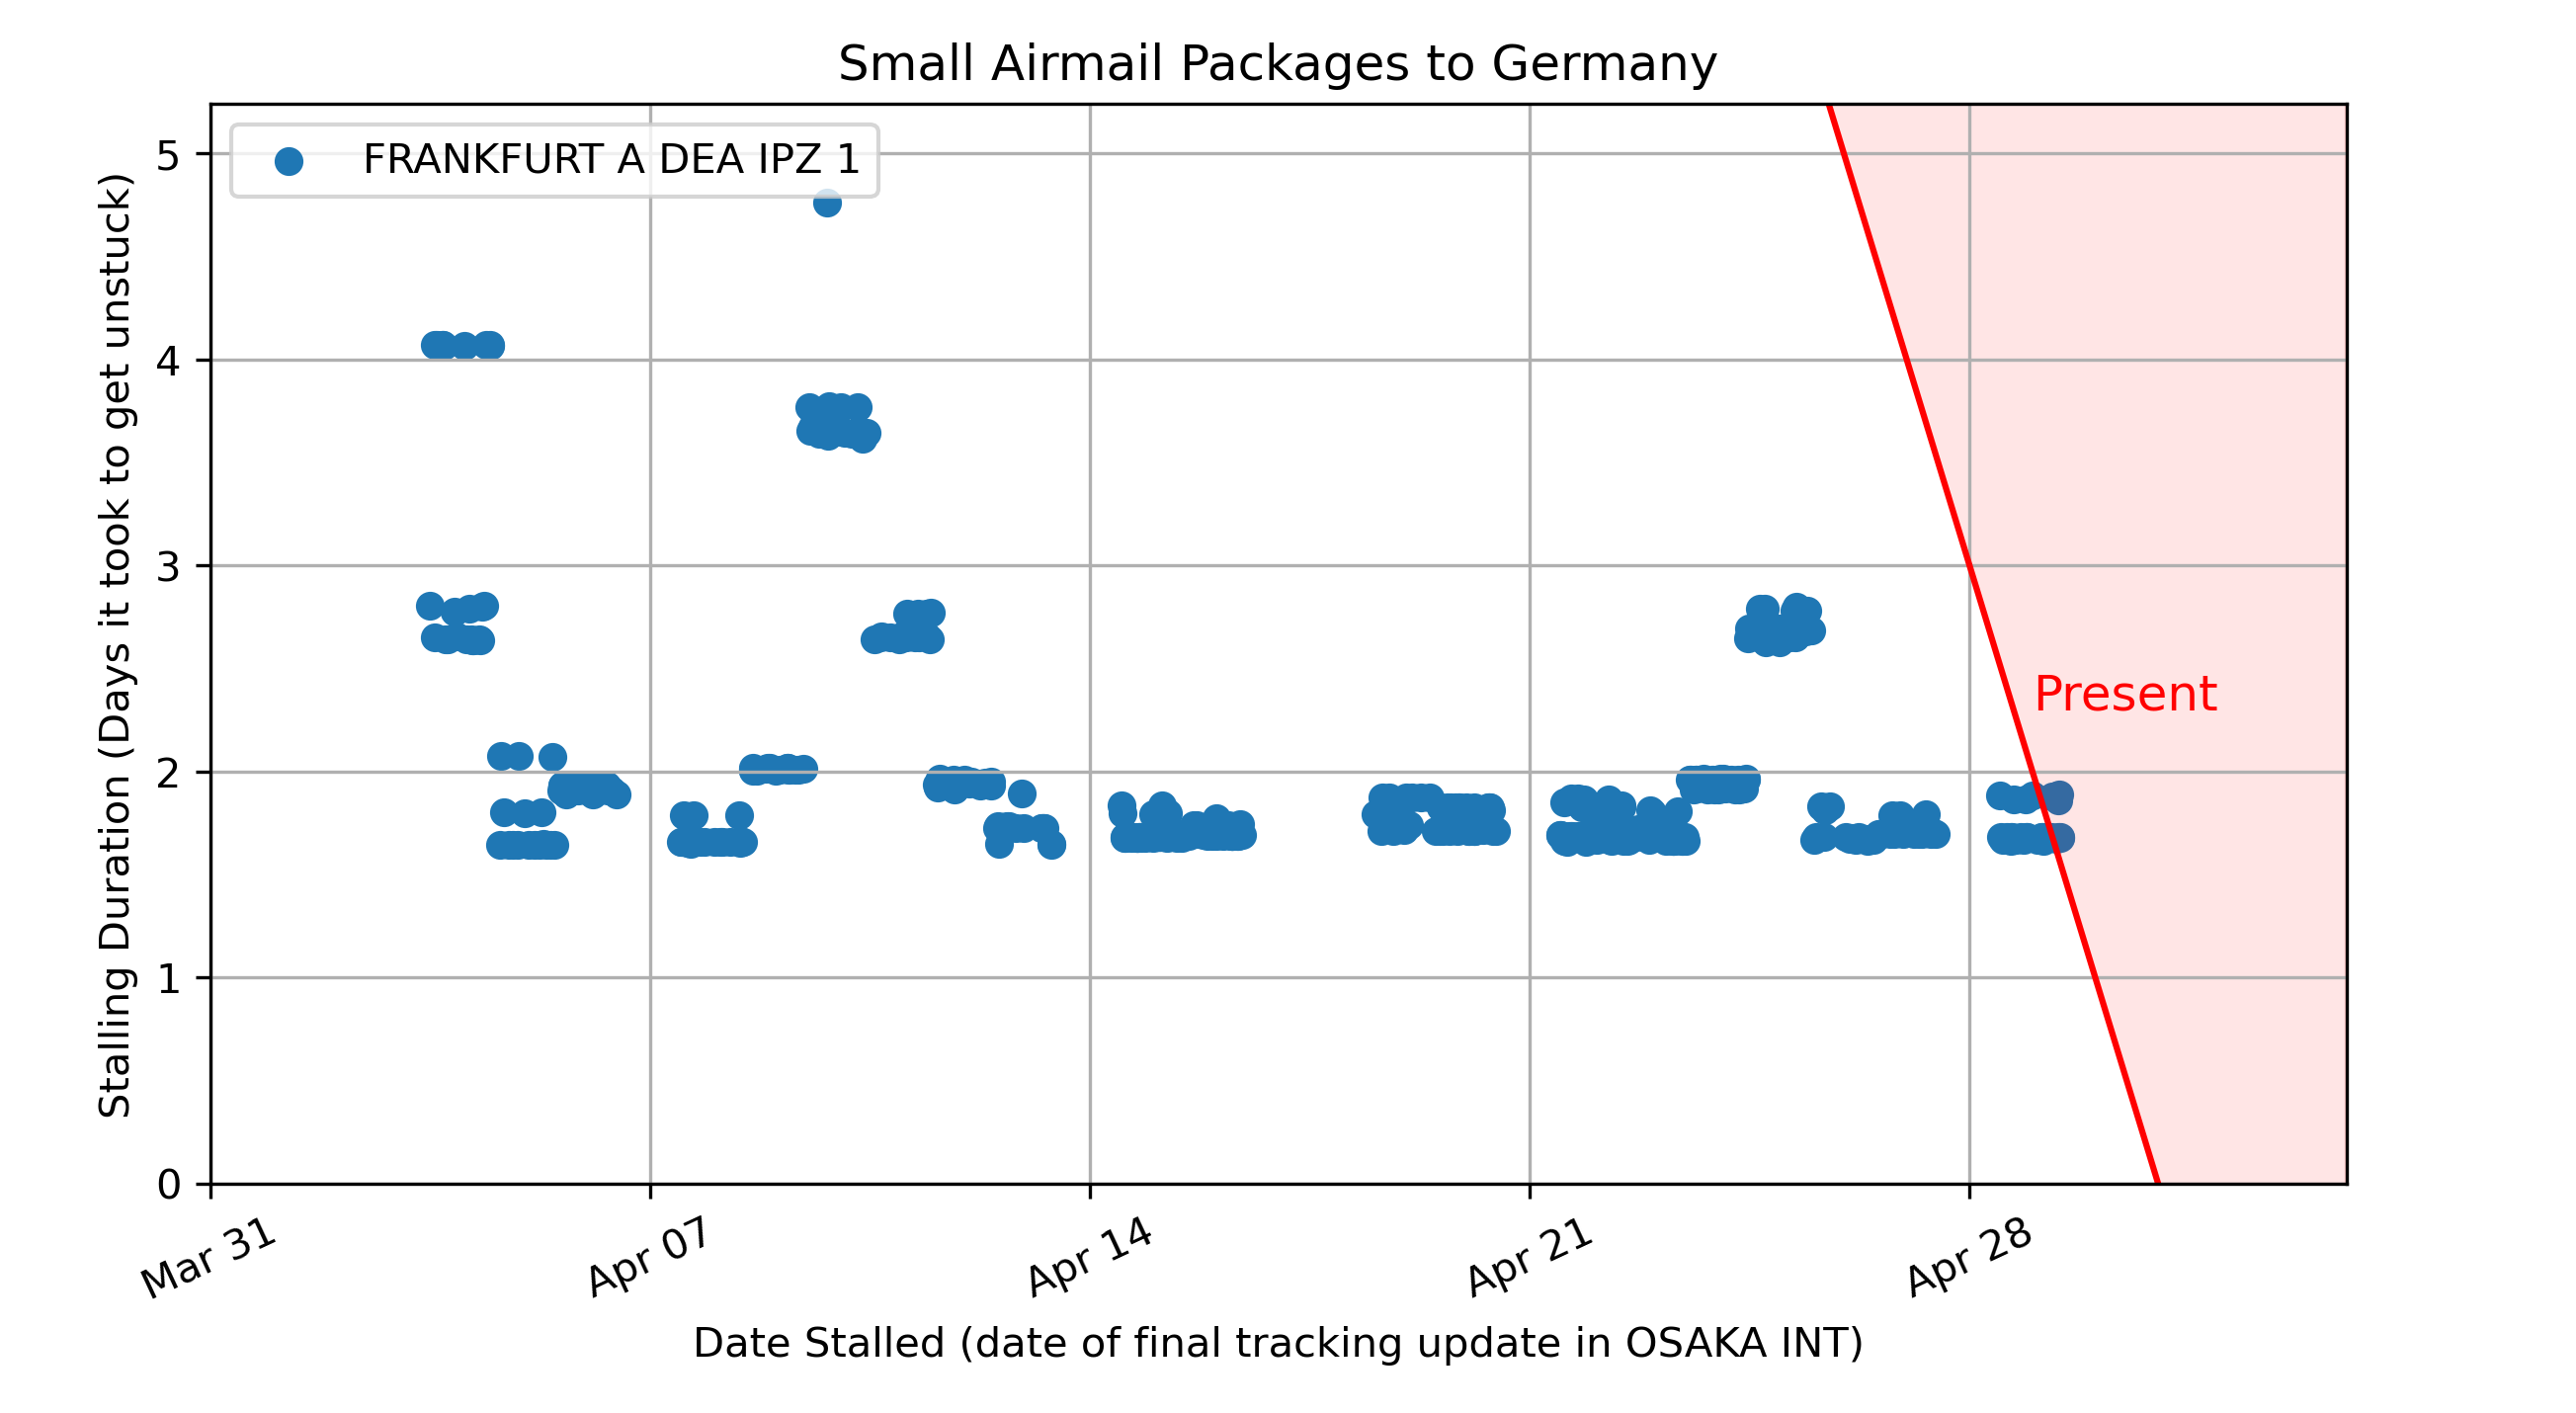 Small Airmail Packages to Germany
FRANKFURT A DEA IPZ 1
Stalling Duration (Days it took to get unstuck)
5
4
3
2
1
0
Present
Mar 31
Apr 07
Apr 14
Apr 21
Apr 28
Date Stalled (date of final tracking update in OSAKA INT)